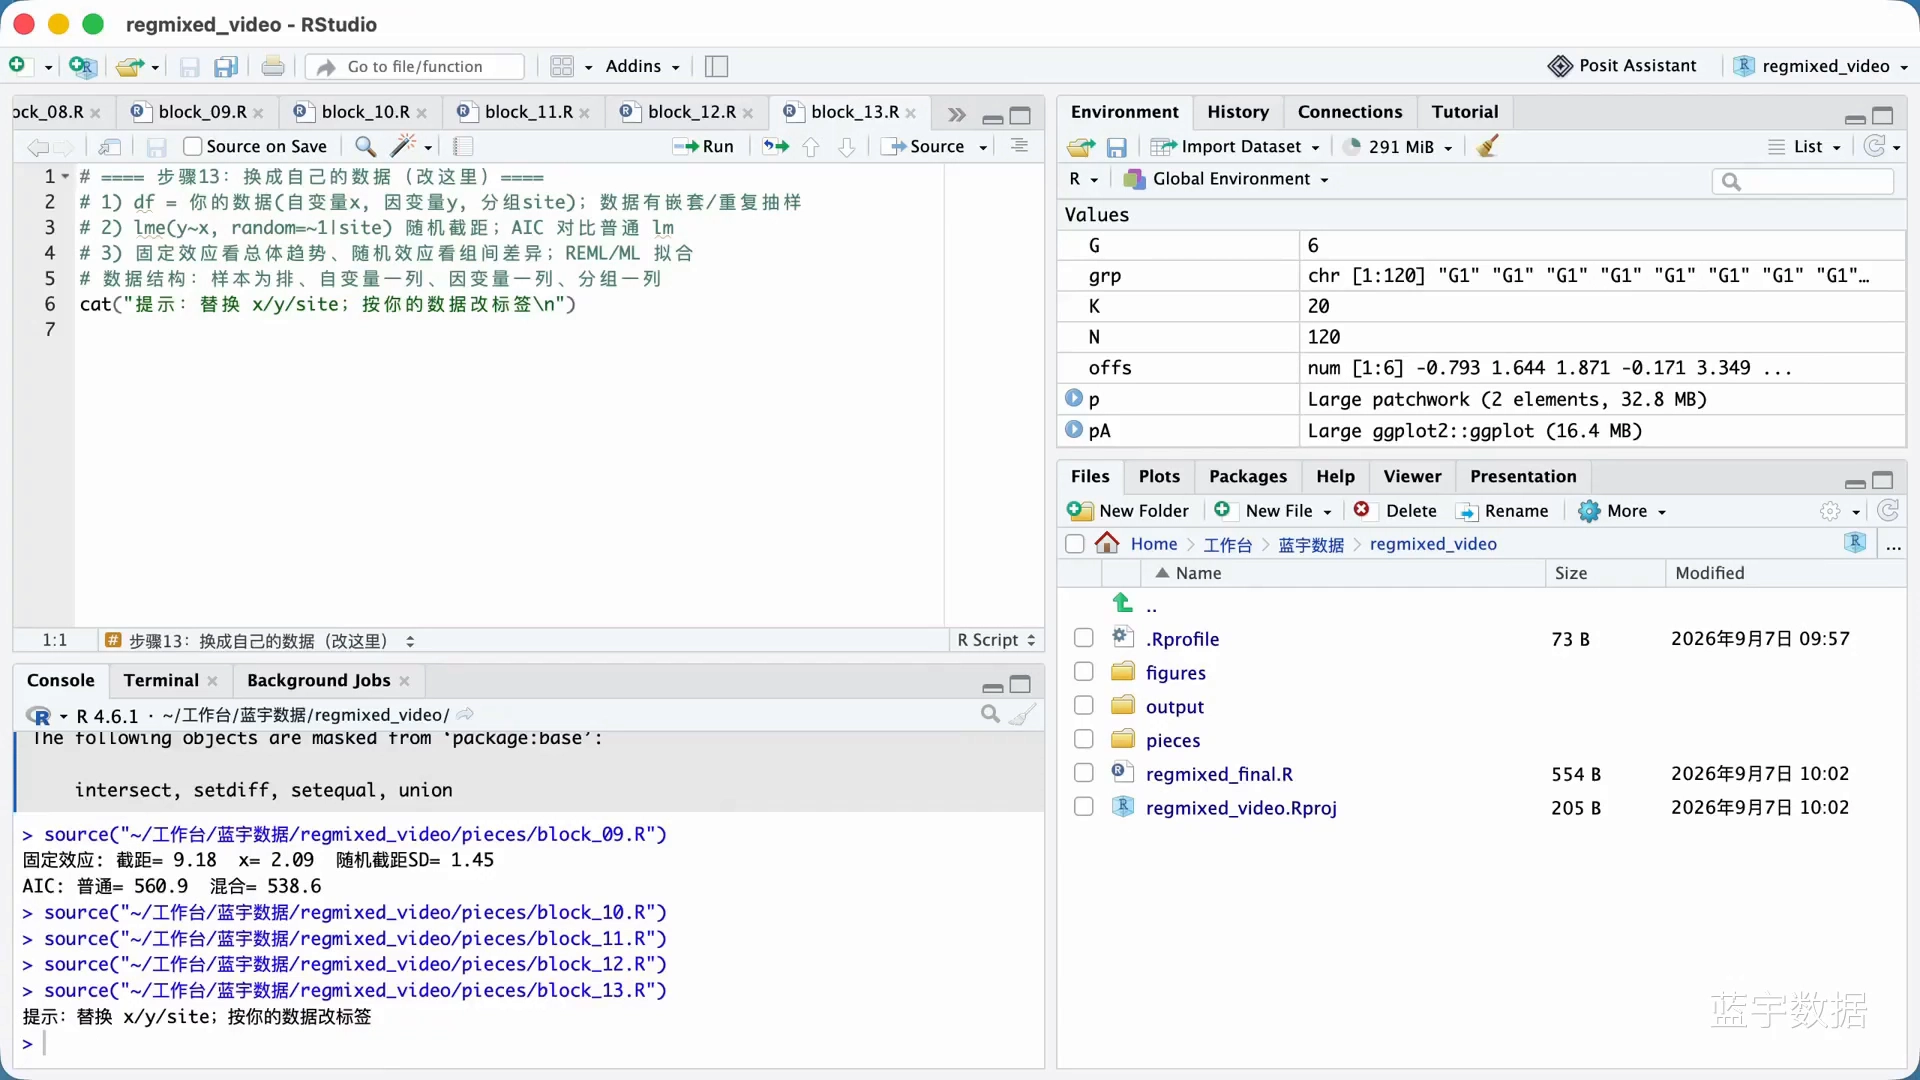 regmixed_video - RStudio
Go to file/function
Addins
Posit Assistant
regmixed_video
ock_08.R
block_09.R
block_10.R
block_11.R
block_12.R
block_13.R
Source on Save
Run
Source
1 # ==== 步骤13：换成自己的数据（改这里）====
2 # 1) df = 你的数据(自变量x, 因变量y, 分组site)；数据有嵌套/重复抽样
3 # 2) lme(y~x, random=~1|site) 随机截距；AIC 对比普通 lm
4 # 3) 固定效应看总体趋势、随机效应看组间差异；REML/ML 拟合
5 # 数据结构：样本为排、自变量一列、因变量一列、分组一列
6 cat("提示：替换 x/y/site；按你的数据改标签\n")
7
1:1
# 步骤13：换成自己的数据（改这里）
R Script
Console
Terminal
Background Jobs
R 4.6.1 · ~/工作台/蓝宇数据/regmixed_video/
The following objects are masked from ‘package:base’:
intersect, setdiff, setequal, union
> source("~/工作台/蓝宇数据/regmixed_video/pieces/block_09.R")
固定效应: 截距= 9.18  x= 2.09  随机截距SD= 1.45
AIC: 普通= 560.9  混合= 538.6
> source("~/工作台/蓝宇数据/regmixed_video/pieces/block_10.R")
> source("~/工作台/蓝宇数据/regmixed_video/pieces/block_11.R")
> source("~/工作台/蓝宇数据/regmixed_video/pieces/block_12.R")
> source("~/工作台/蓝宇数据/regmixed_video/pieces/block_13.R")
提示：替换 x/y/site；按你的数据改标签
>
Environment
History
Connections
Tutorial
Import Dataset
291 MiB
List
R
Global Environment
Values
G 6
grp chr [1:120] "G1" "G1" "G1" "G1" "G1" "G1" "G1" "G1"…
K 20
N 120
offs num [1:6] -0.793 1.644 1.871 -0.171 3.349 ...
p Large patchwork (2 elements, 32.8 MB)
pA Large ggplot2::ggplot (16.4 MB)
Files
Plots
Packages
Help
Viewer
Presentation
New Folder
New File
Delete
Rename
More
Home
工作台
蓝宇数据
regmixed_video
...
Name Size Modified
..
.Rprofile 73 B 2026年9月7日 09:57
figures
output
pieces
regmixed_final.R 554 B 2026年9月7日 10:02
regmixed_video.Rproj 205 B 2026年9月7日 10:02
蓝宇数据